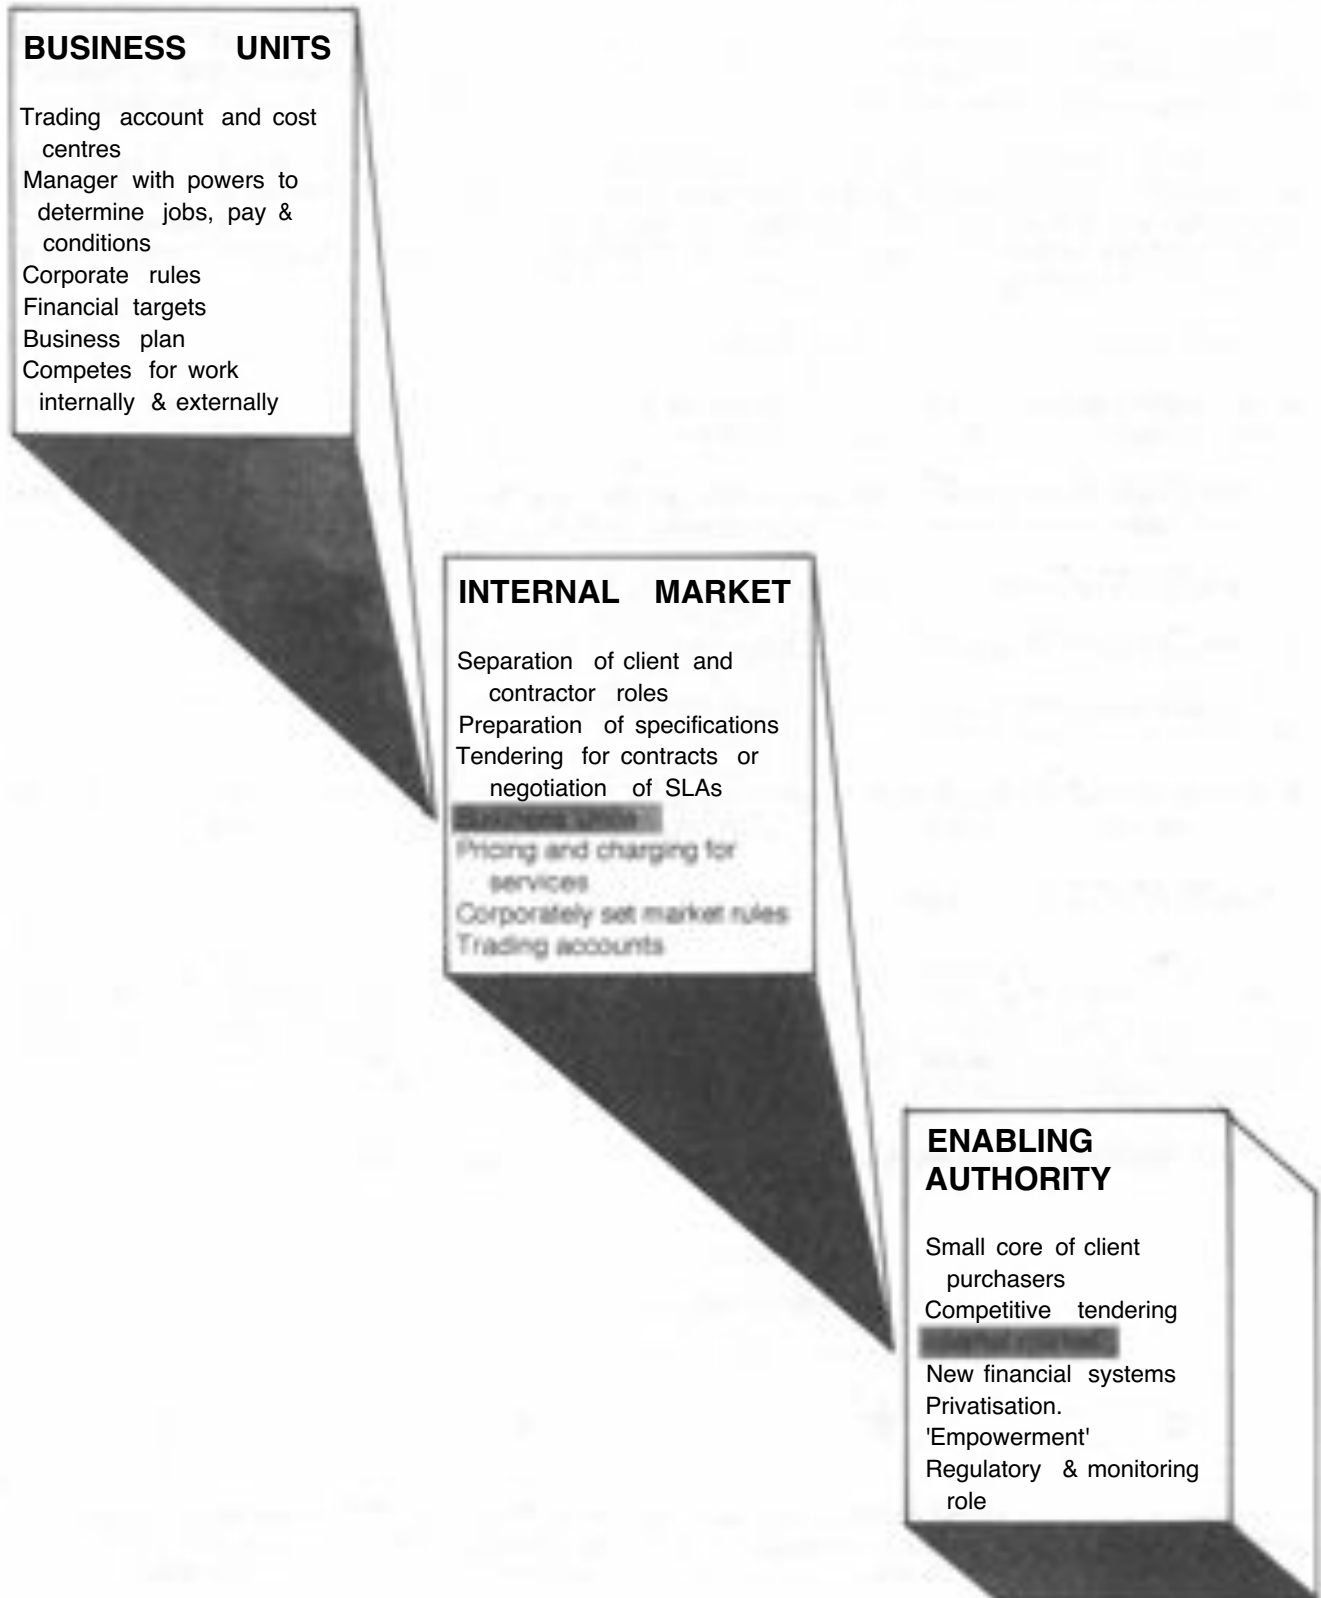 BUSINESS UNITS
Trading account and cost
centres
Manager with powers to
determine jobs, pay &
conditions
Corporate rules
Financial targets
Business plan
Competes for work
internally & externally
INTERNAL MARKET
Separation of client and
contractor roles
Preparation of specifications
Tendering for contracts or
negotiation of SLAs
Business Units
Pricing and charging for
services
Corporately set market rules
Trading accounts
ENABLING
AUTHORITY
Small core of client
purchasers
Competitive tendering
New financial systems
Privatisation.
'Empowerment'
Regulatory & monitoring
role